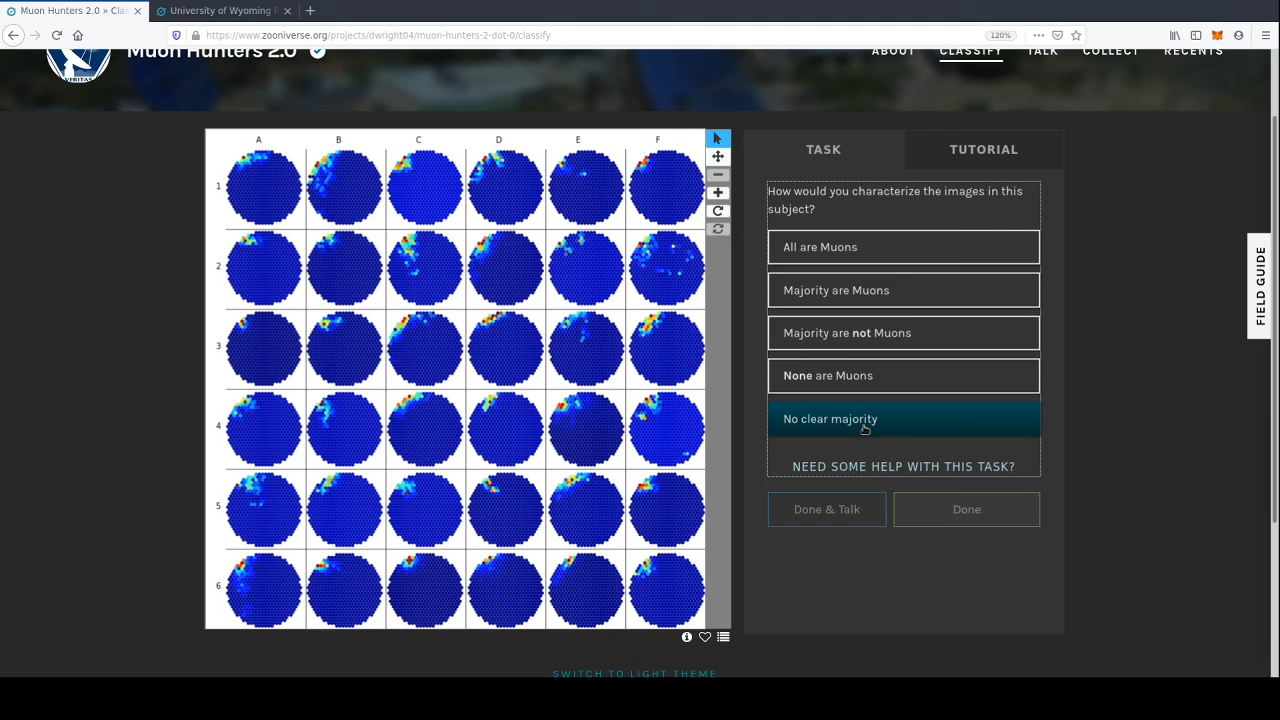 Muon Hunters 2.0 » Clas
University of Wyoming R
https://www.zooniverse.org/projects/dwright04/muon-hunters-2-dot-0/classify
120%
Muon Hunters 2.0
ABOUT CLASSIFY TALK COLLECT RECENTS
VERITAS
A B C D E F
1
2
3
4
5
6
TASK
TUTORIAL
How would you characterize the images in this
subject?
All are Muons
Majority are Muons
Majority are not Muons
None are Muons
No clear majority
NEED SOME HELP WITH THIS TASK?
Done & Talk
Done
FIELD GUIDE
SWITCH TO LIGHT THEME